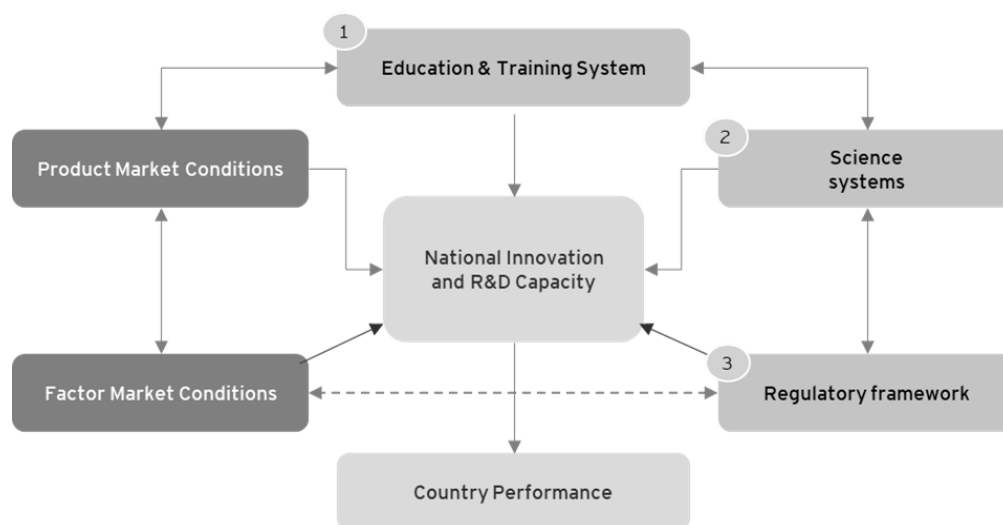 1
Education & Training System
Product Market Conditions
2
Science
systems
National Innovation
and R&D Capacity
Factor Market Conditions
3
Regulatory framework
Country Performance